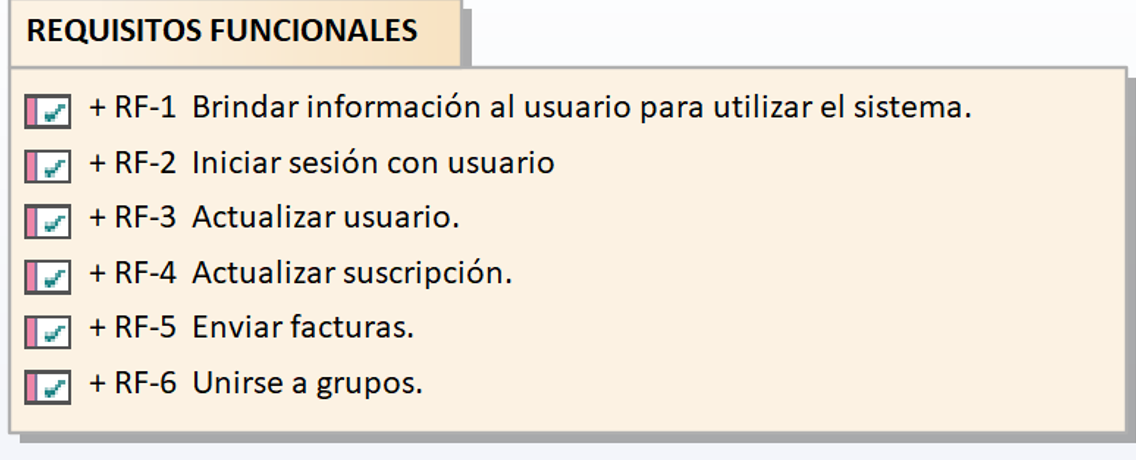 REQUISITOS FUNCIONALES
+ RF-1 Brindar información al usuario para utilizar el sistema.
+ RF-2 Iniciar sesión con usuario
+ RF-3 Actualizar usuario.
+ RF-4 Actualizar suscripción.
+ RF-5 Enviar facturas.
+ RF-6 Unirse a grupos.